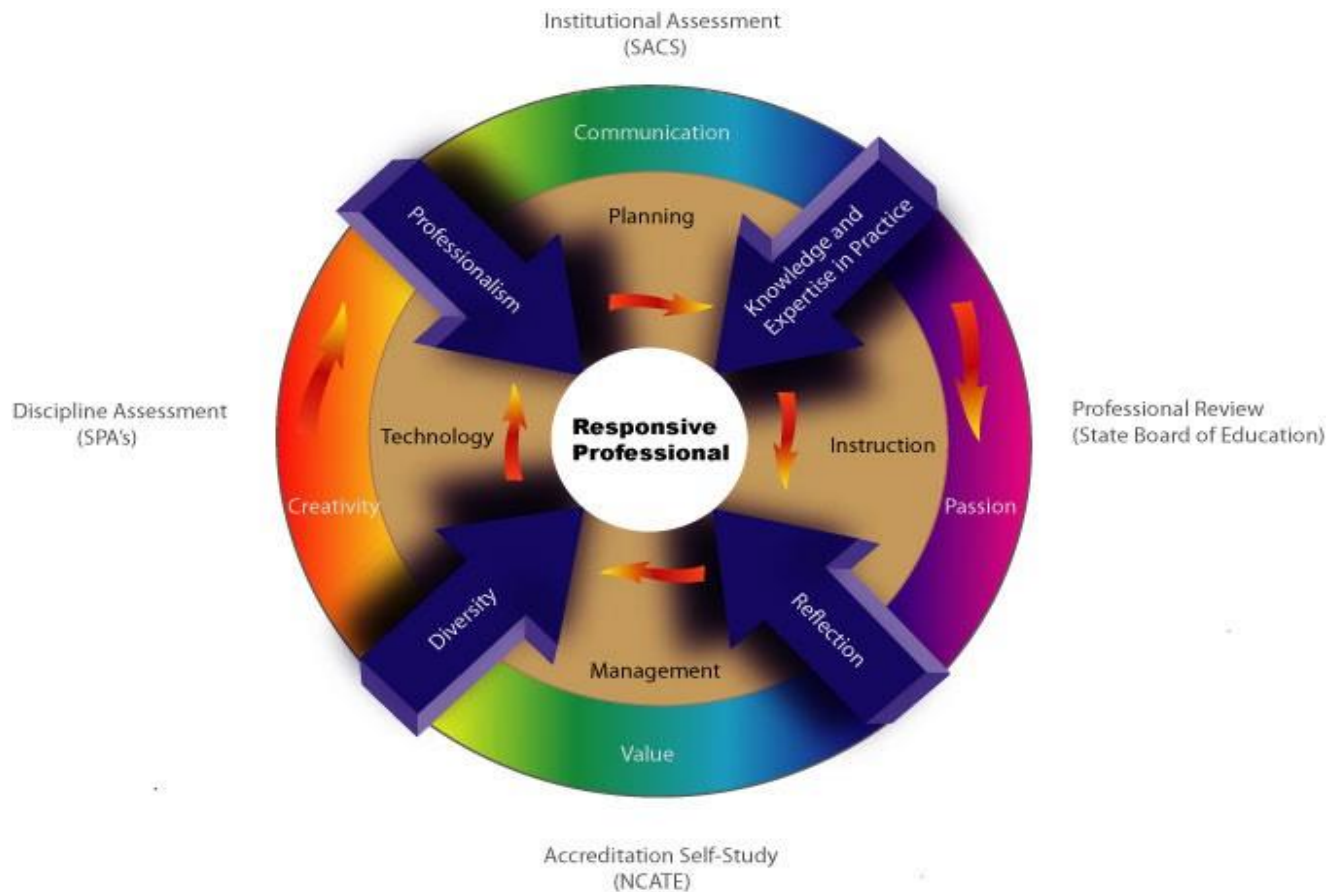 Institutional Assessment
(SACS)
Communication
Planning
Professionalism
Knowledge and
Expertise in Practice
Discipline Assessment
(SPA's)
Technology
Responsive
Professional
Instruction
Professional Review
(State Board of Education)
Creativity
Passion
Diversity
Reflection
Management
Value
Accreditation Self-Study
(NCATE)